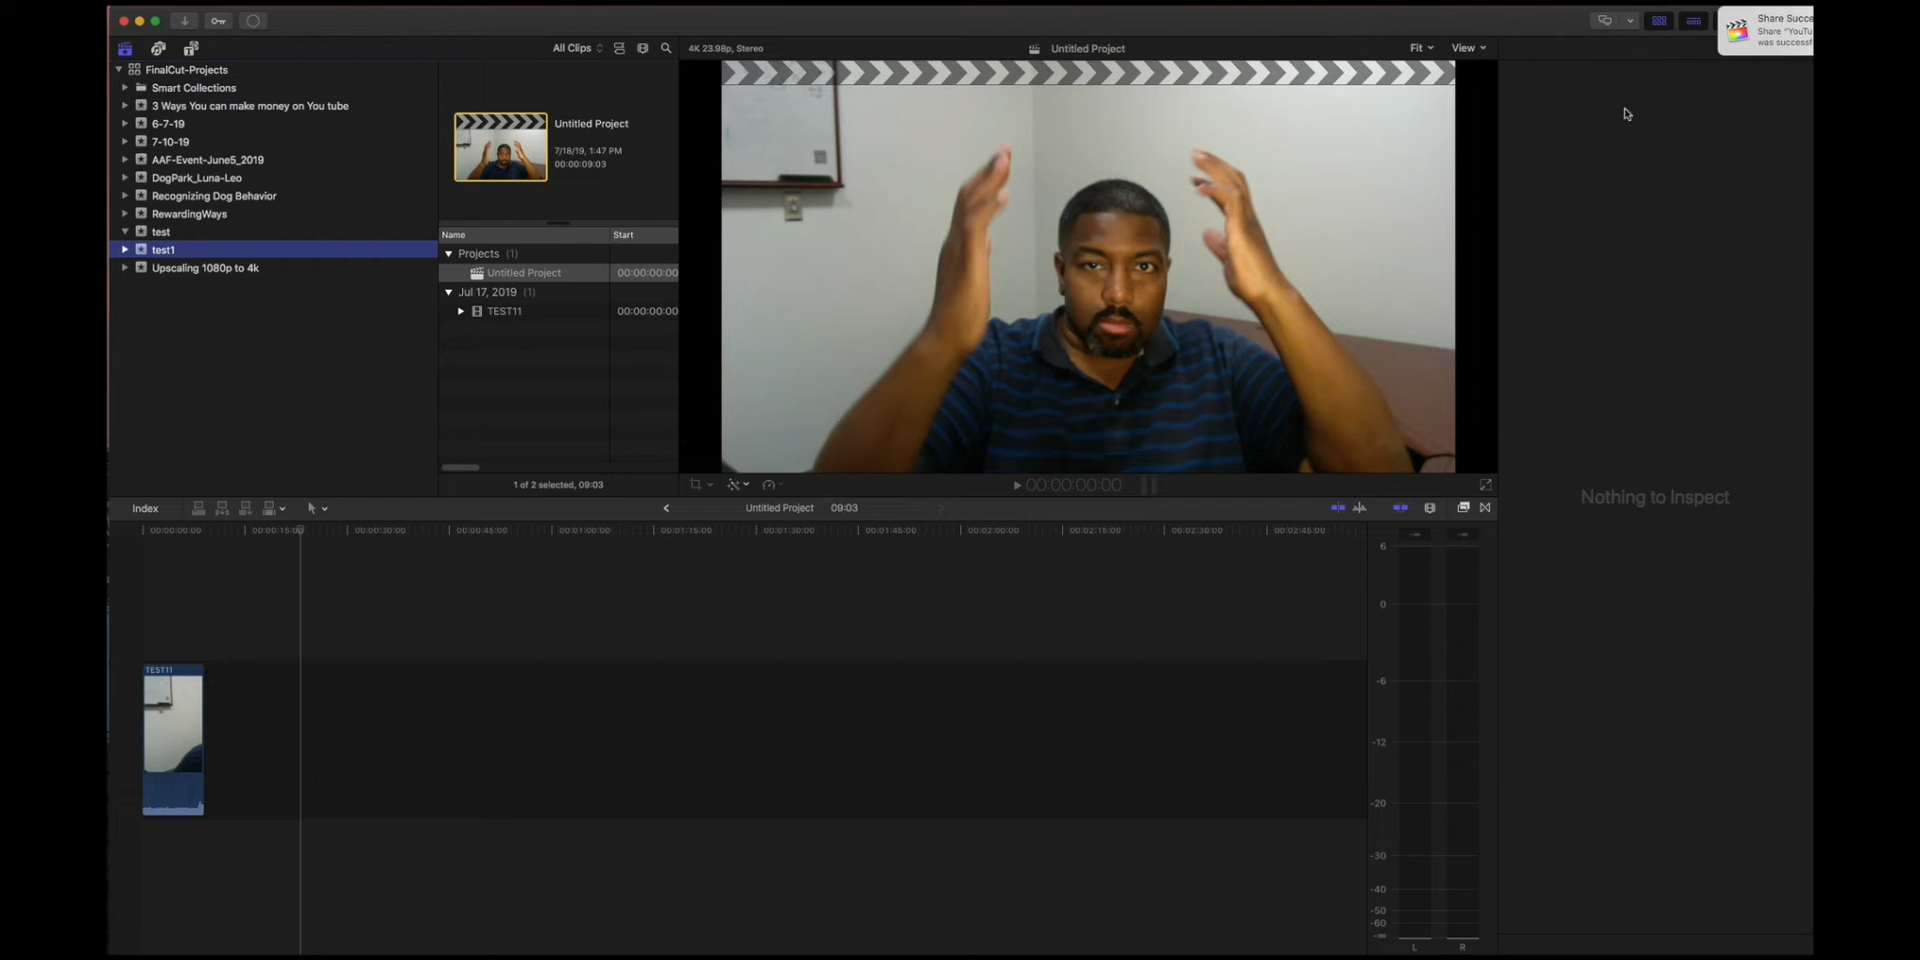 Share Succe
Share "YouTu
was successf
All Clips
4K 23.98p, Stereo
Untitled Project
Fit
View
FinalCut-Projects
Smart Collections
3 Ways You can make money on You tube
6-7-19
7-10-19
AAF-Event-June5_2019
DogPark_Luna-Leo
Recognizing Dog Behavior
RewardingWays
test
test1
Upscaling 1080p to 4k
Untitled Project
7/18/19, 1:47 PM
00:00:09:03
Name
Start
Projects (1)
Untitled Project
00:00:00:00
Jul 17, 2019 (1)
TEST11
00:00:00:00
1 of 2 selected, 09:03
00:00:00:00
Nothing to Inspect
Index
Untitled Project
09:03
00:00:00:00
00:00:15:00
00:00:30:00
00:00:45:00
00:01:00:00
00:01:15:00
00:01:30:00
00:01:45:00
00:02:00:00
00:02:15:00
00:02:30:00
00:02:45:00
TEST11
6
0
-6
-12
-20
-30
-40
-50
-60
-∞
L
R